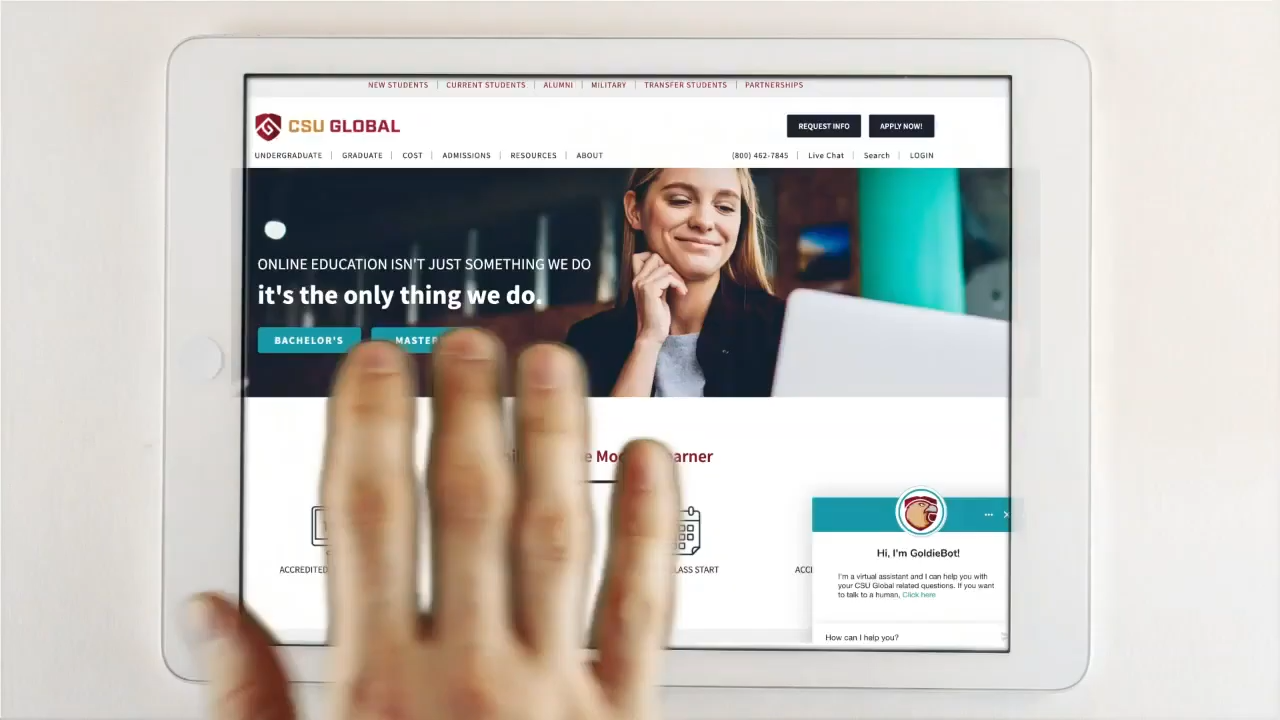 NEW STUDENTS | CURRENT STUDENTS | ALUMNI | MILITARY | TRANSFER STUDENTS | PARTNERSHIPS
CSU GLOBAL
REQUEST INFO APPLY NOW!
UNDERGRADUATE | GRADUATE | COST | ADMISSIONS | RESOURCES | ABOUT
(800) 462-7845 | Live Chat | Search | LOGIN
ONLINE EDUCATION ISN'T JUST SOMETHING WE DO
it's the only thing we do.
BACHELOR'S
ACCREDITED
START
Hi, I'm GoldieBot!
I'm a virtual assistant and I can help you with
your CSU Global related questions. If you want
to talk to a human, Click here
How can I help you?